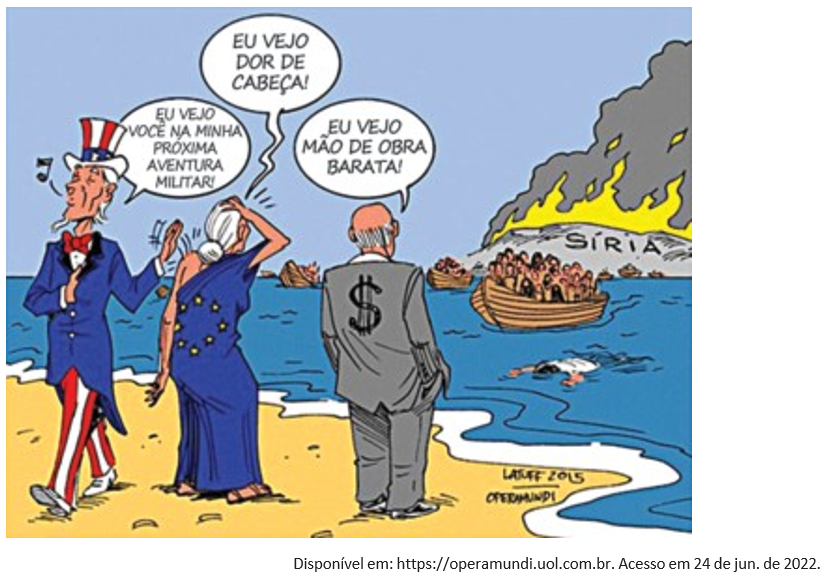 EU VEJO
DOR DE
CABEÇA!
EU VEJO
VOCÊ NA MINHA
PRÓXIMA
AVENTURA
MILITAR!
EU VEJO
MÃO DE OBRA
BARATA!
SÍRIA
$
LATUFF 2015
OPERAMUNDI
Disponível em: https://operamundi.uol.com.br. Acesso em 24 de jun. de 2022.